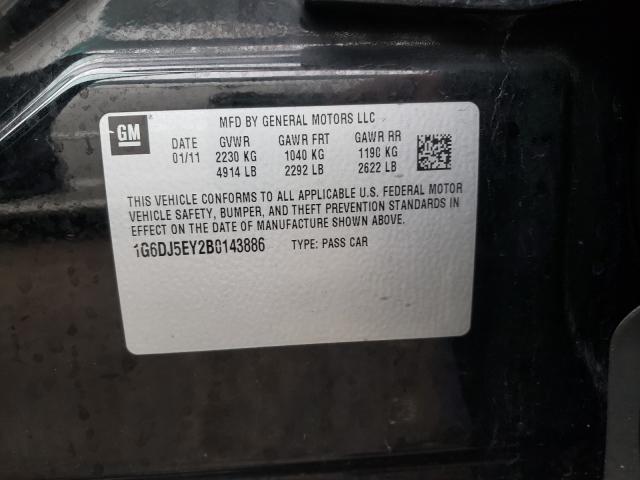 GM
MFD BY GENERAL MOTORS LLC
DATE GVWR GAWR FRT GAWR RR
01/11 2230 KG 1040 KG 1190 KG
4914 LB 2292 LB 2622 LB
THIS VEHICLE CONFORMS TO ALL APPLICABLE U.S. FEDERAL MOTOR
VEHICLE SAFETY, BUMPER, AND THEFT PREVENTION STANDARDS IN
EFFECT ON THE DATE OF MANUFACTURE SHOWN ABOVE.
1G6DJ5EY2B0143886 TYPE: PASS CAR